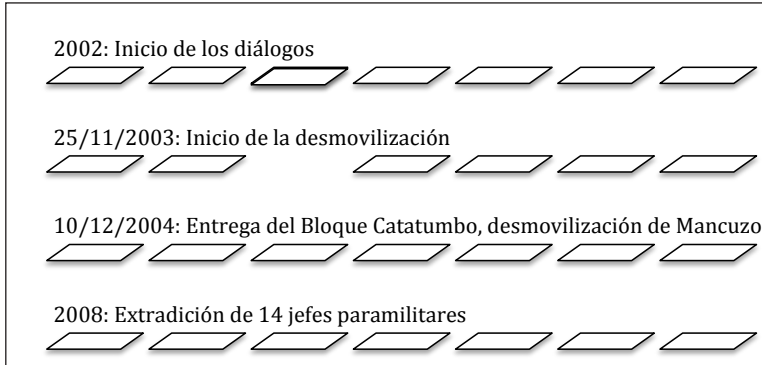 2002: Inicio de los diálogos
25/11/2003: Inicio de la desmovilización
10/12/2004: Entrega del Bloque Catatumbo, desmovilización de Mancuzo
2008: Extradición de 14 jefes paramilitares